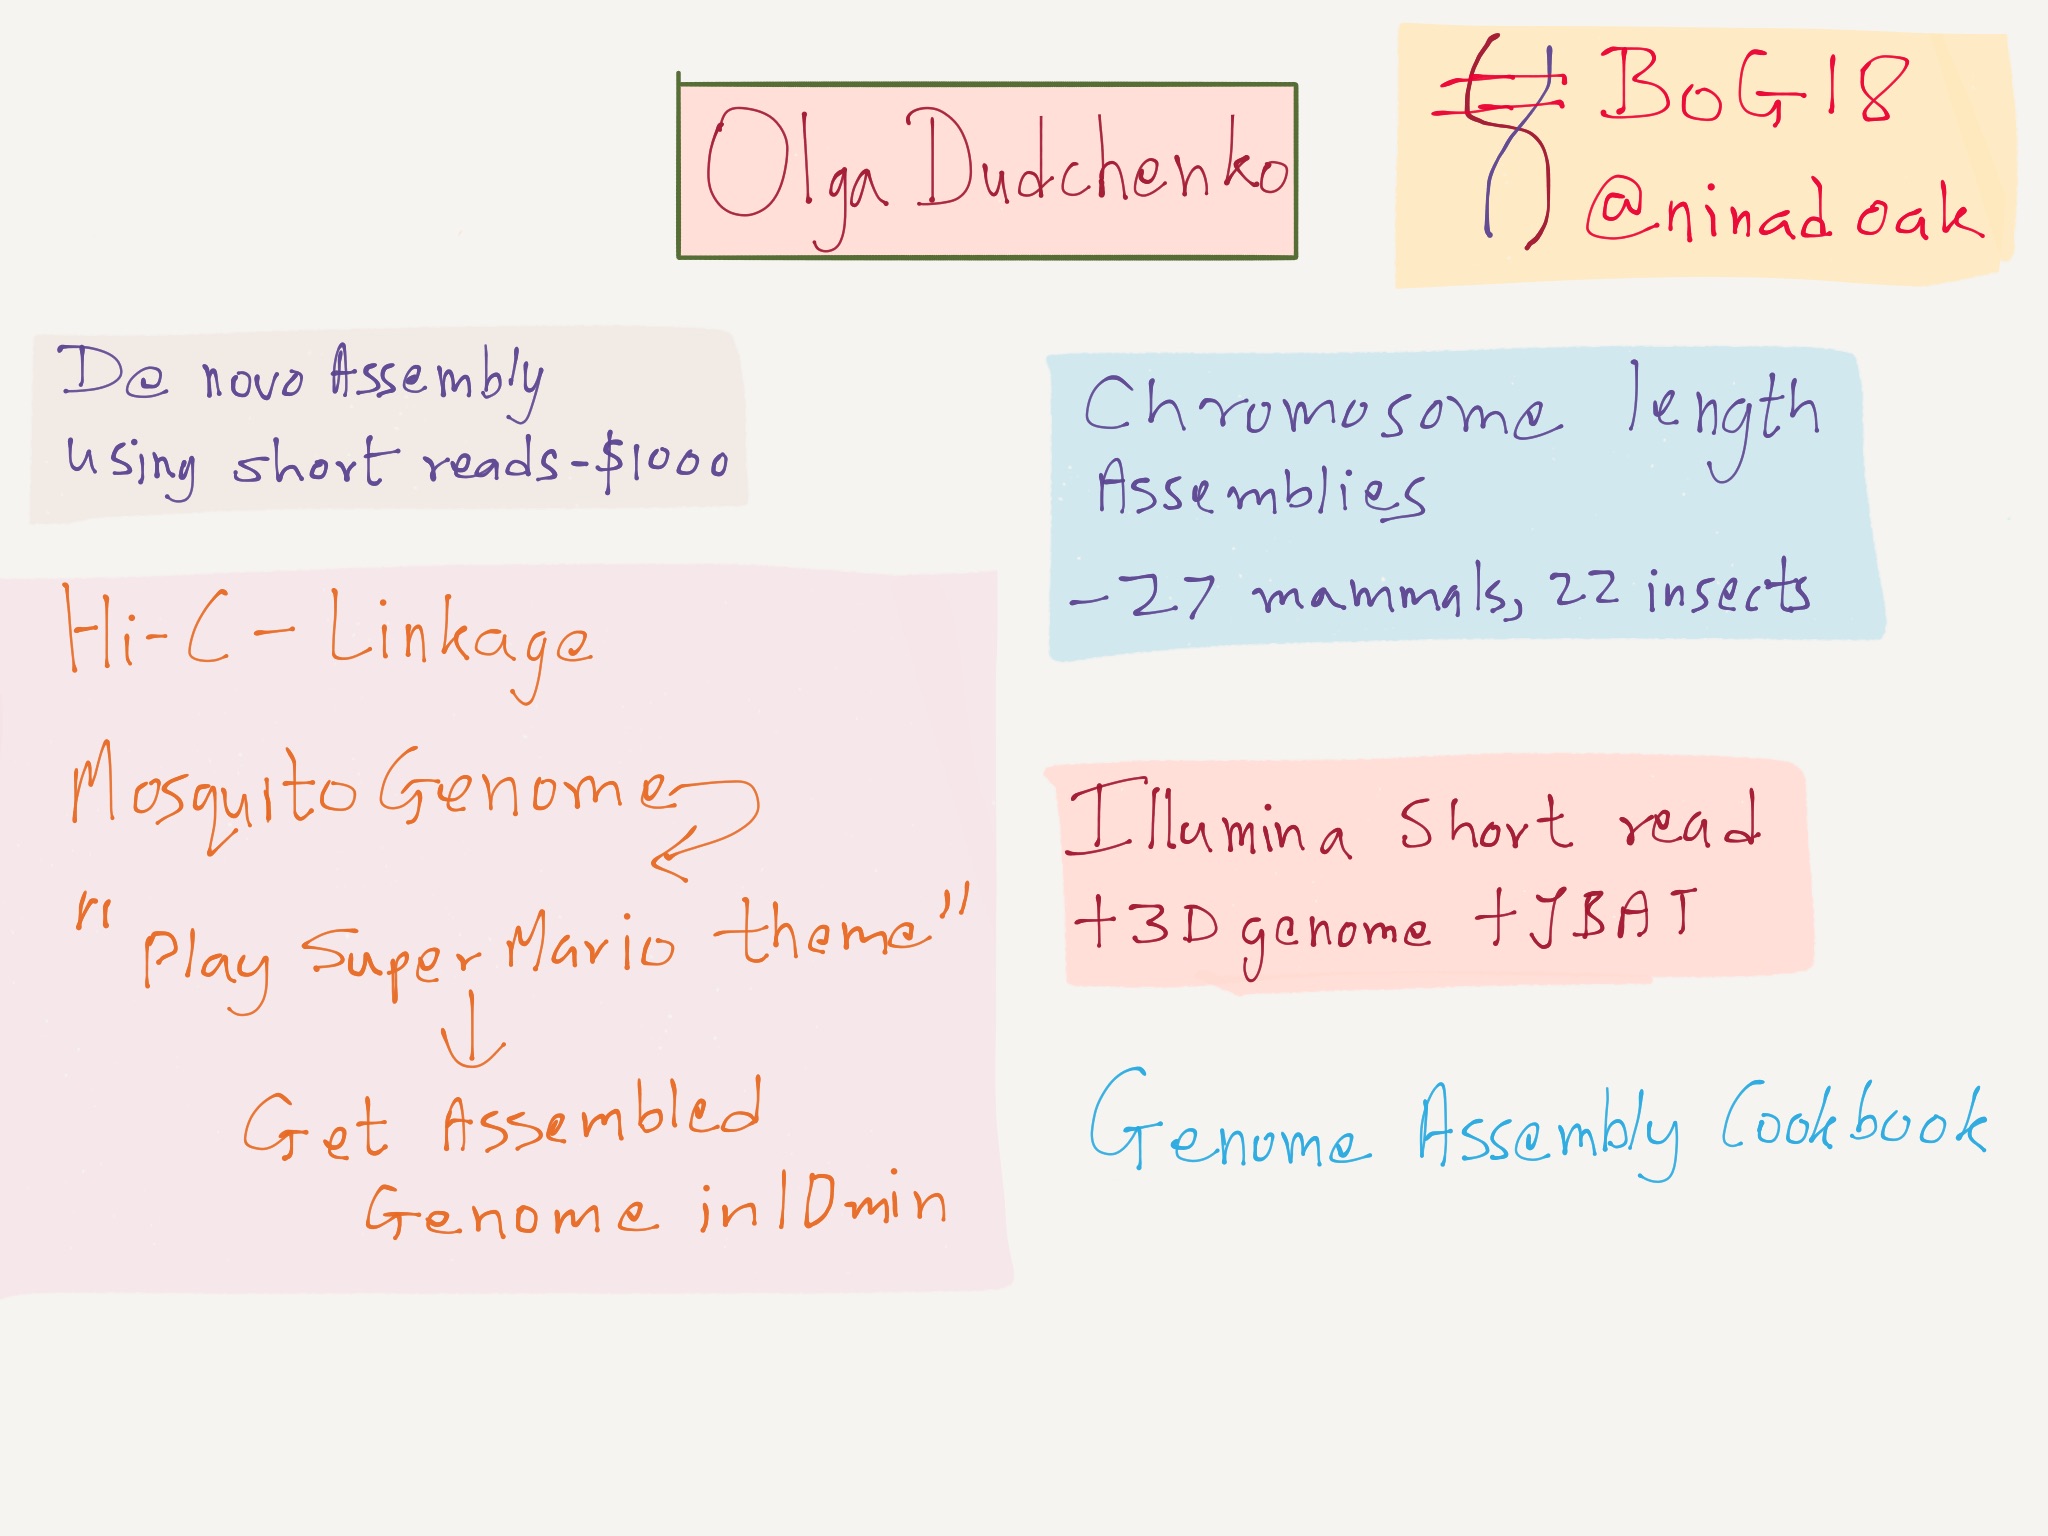 Olga Dudchenko
#BoG18
@ninadoak
De novo Assembly
using short reads-$1000
Hi-C - Linkage
Mosquito Genome
"Play Super Mario theme"
Get Assembled
Genome in 10min
Chromosome length
Assemblies
- 27 mammals, 22 insects
Illumina Short read
+3D genome +JBAT
Genome Assembly Cookbook